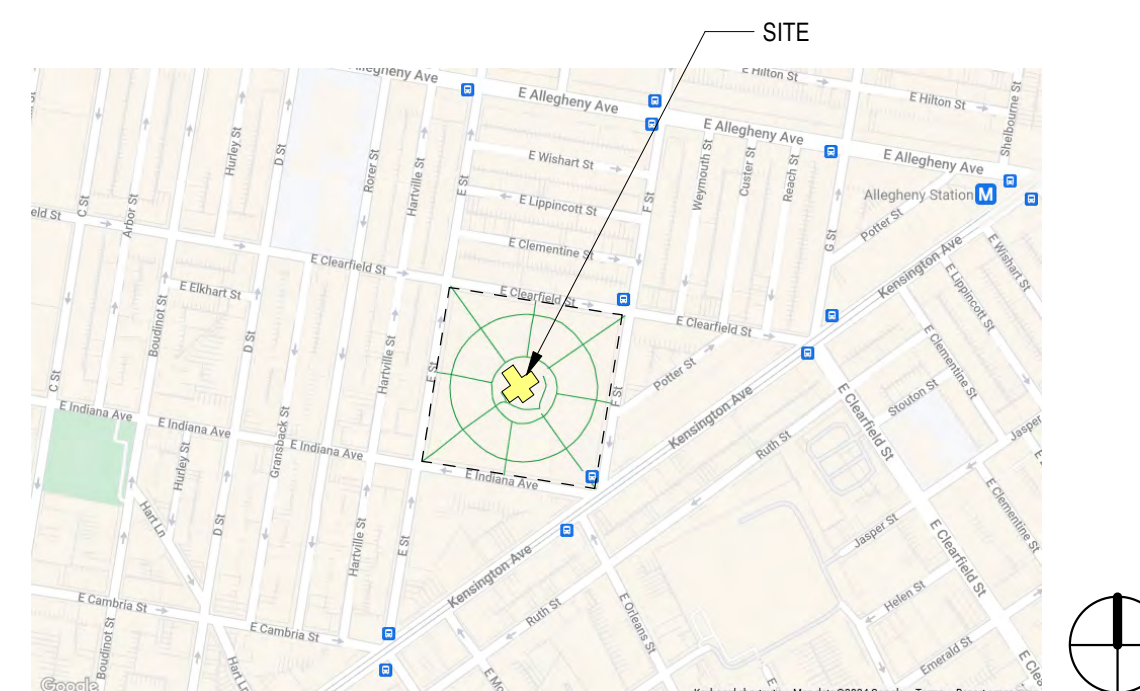 SITE
E Allegheny Ave
E Hilton St
E Hilton St
Shelbourne St
E Allegheny Ave
E Allegheny Ave
Hurley St
D St
Rorer St
Hartville St
E St
E Wishart St
E Lippincott St
F St
Weymouth St
Custer St
Reach St
Allegheny Station
M
C St
Arbor St
E Clementine St
G St
Potter St
Kensington Ave
E Wishart St
E Lippincott St
E Clearfield St
E Elkhart St
E Clearfield St
E Clearfield St
Boudinot St
D St
Hartville St
E St
F St
Potter St
E Clementine St
Stouton St
E Clearfield St
C St
E Indiana Ave
E Indiana Ave
E Indiana Ave
E Indiana Ave
Kensington Ave
Ruth St
Jasper
Hurley St
Gransback St
Hart Ln
D St
Hartville St
E St
Jasper St
E Clementine St
E Clearfield St
Kensington Ave
E Cambria St
E Cambria St
Ruth St
E Orleans St
Helen St
Emerald St
Boudinot St
Google